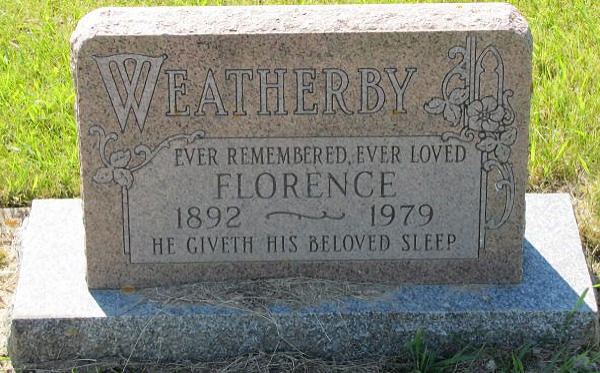 WEATHERBY
EVER REMEMBERED, EVER LOVED
FLORENCE
1892 ~ 1979
HE GIVETH HIS BELOVED SLEEP